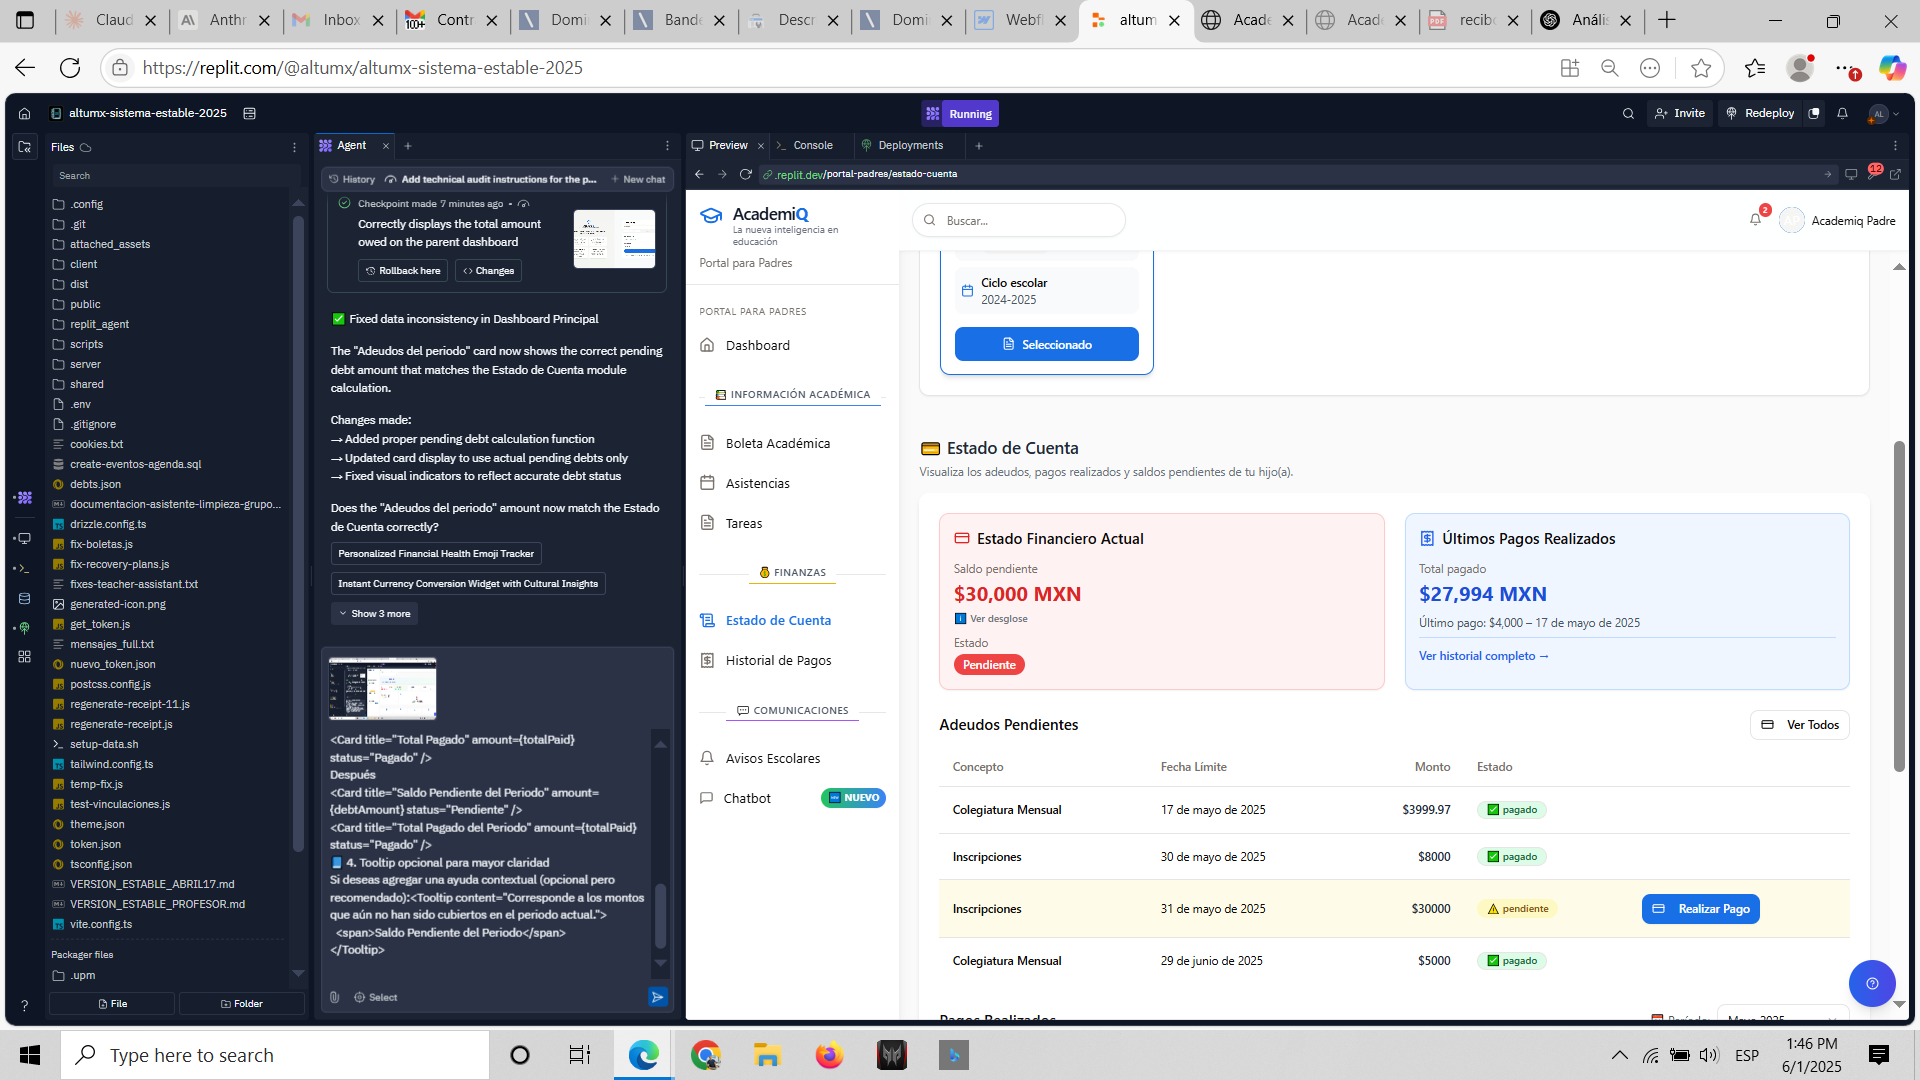 Claud
Anthr
Inbox
100+
Contr
Domi
Bande
Descr
Domi
Webfl
altum
Acade
Acade
recibo
Anális
https://replit.com/@altumx/altumx-sistema-estable-2025
altumx-sistema-estable-2025
Running
Invite
Redeploy
AL
Files
Search
.config
.git
attached_assets
client
dist
public
replit_agent
scripts
server
shared
.env
.gitignore
cookies.txt
create-eventos-agenda.sql
debts.json
documentacion-asistente-limpieza-grupo...
drizzle.config.ts
fix-boletas.js
fix-recovery-plans.js
fixes-teacher-assistant.txt
generated-icon.png
get_token.js
mensajes_full.txt
nuevo_token.json
postcss.config.js
regenerate-receipt-11.js
regenerate-receipt.js
setup-data.sh
tailwind.config.ts
temp-fix.js
test-vinculaciones.js
theme.json
token.json
tsconfig.json
VERSION_ESTABLE_ABRIL17.md
VERSION_ESTABLE_PROFESOR.md
vite.config.ts
Packager files
.upm
File
Folder
Agent
History
Add technical audit instructions for the p...
New chat
Checkpoint made 7 minutes ago •
Correctly displays the total amount
owed on the parent dashboard
Rollback here
Changes
✅ Fixed data inconsistency in Dashboard Principal
The "Adeudos del periodo" card now shows the correct pending
debt amount that matches the Estado de Cuenta module
calculation.
Changes made:
→ Added proper pending debt calculation function
→ Updated card display to use actual pending debts only
→ Fixed visual indicators to reflect accurate debt status
Does the "Adeudos del periodo" amount now match the Estado
de Cuenta correctly?
Personalized Financial Health Emoji Tracker
Instant Currency Conversion Widget with Cultural Insights
Show 3 more
<Card title="Total Pagado" amount={totalPaid}
status="Pagado" />
Después
<Card title="Saldo Pendiente del Periodo" amount=
{debtAmount} status="Pendiente" />
<Card title="Total Pagado del Periodo" amount={totalPaid}
status="Pagado" />
📘 4. Tooltip opcional para mayor claridad
Si deseas agregar una ayuda contextual (opcional pero
recomendado):<Tooltip content="Corresponde a los montos
que aún no han sido cubiertos en el periodo actual.">
<span>Saldo Pendiente del Periodo</span>
</Tooltip>
Select
Preview
Console
Deployments
.replit.dev/portal-padres/estado-cuenta
12
AcademiQ
La nueva inteligencia en
educación
Portal para Padres
PORTAL PARA PADRES
Dashboard
INFORMACIÓN ACADÉMICA
Boleta Académica
Asistencias
Tareas
FINANZAS
Estado de Cuenta
Historial de Pagos
COMUNICACIONES
Avisos Escolares
Chatbot
NUEVO
Buscar...
2
Academiq Padre
Ciclo escolar
2024-2025
Seleccionado
Estado de Cuenta
Visualiza los adeudos, pagos realizados y saldos pendientes de tu hijo(a).
Estado Financiero Actual
Saldo pendiente
$30,000 MXN
Ver desglose
Estado
Pendiente
Últimos Pagos Realizados
Total pagado
$27,994 MXN
Último pago: $4,000 – 17 de mayo de 2025
Ver historial completo →
Adeudos Pendientes
Ver Todos
Concepto Fecha Límite Monto Estado
Colegiatura Mensual 17 de mayo de 2025 $3999.97 ✅ pagado
Inscripciones 30 de mayo de 2025 $8000 ✅ pagado
Inscripciones 31 de mayo de 2025 $30000 ⚠ pendiente Realizar Pago
Colegiatura Mensual 29 de junio de 2025 $5000 ✅ pagado
Pagos Realizados
Período:
Mayo 2025
Type here to search
ESP
1:46 PM
6/1/2025